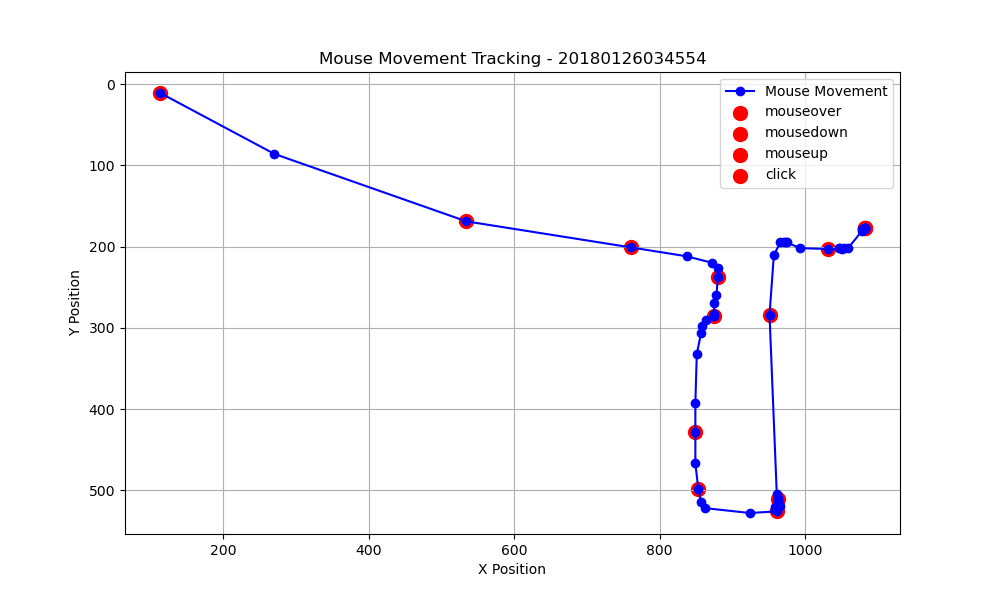 Mouse Movement Tracking - 20180126034554
Mouse Movement
mouseover
mousedown
mouseup
click
0
100
200
300
400
500
Y Position
200
400
600
800
1000
X Position